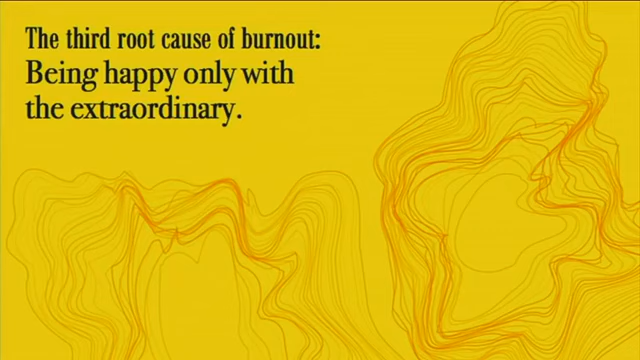 The third root cause of burnout:
Being happy only with
the extraordinary.